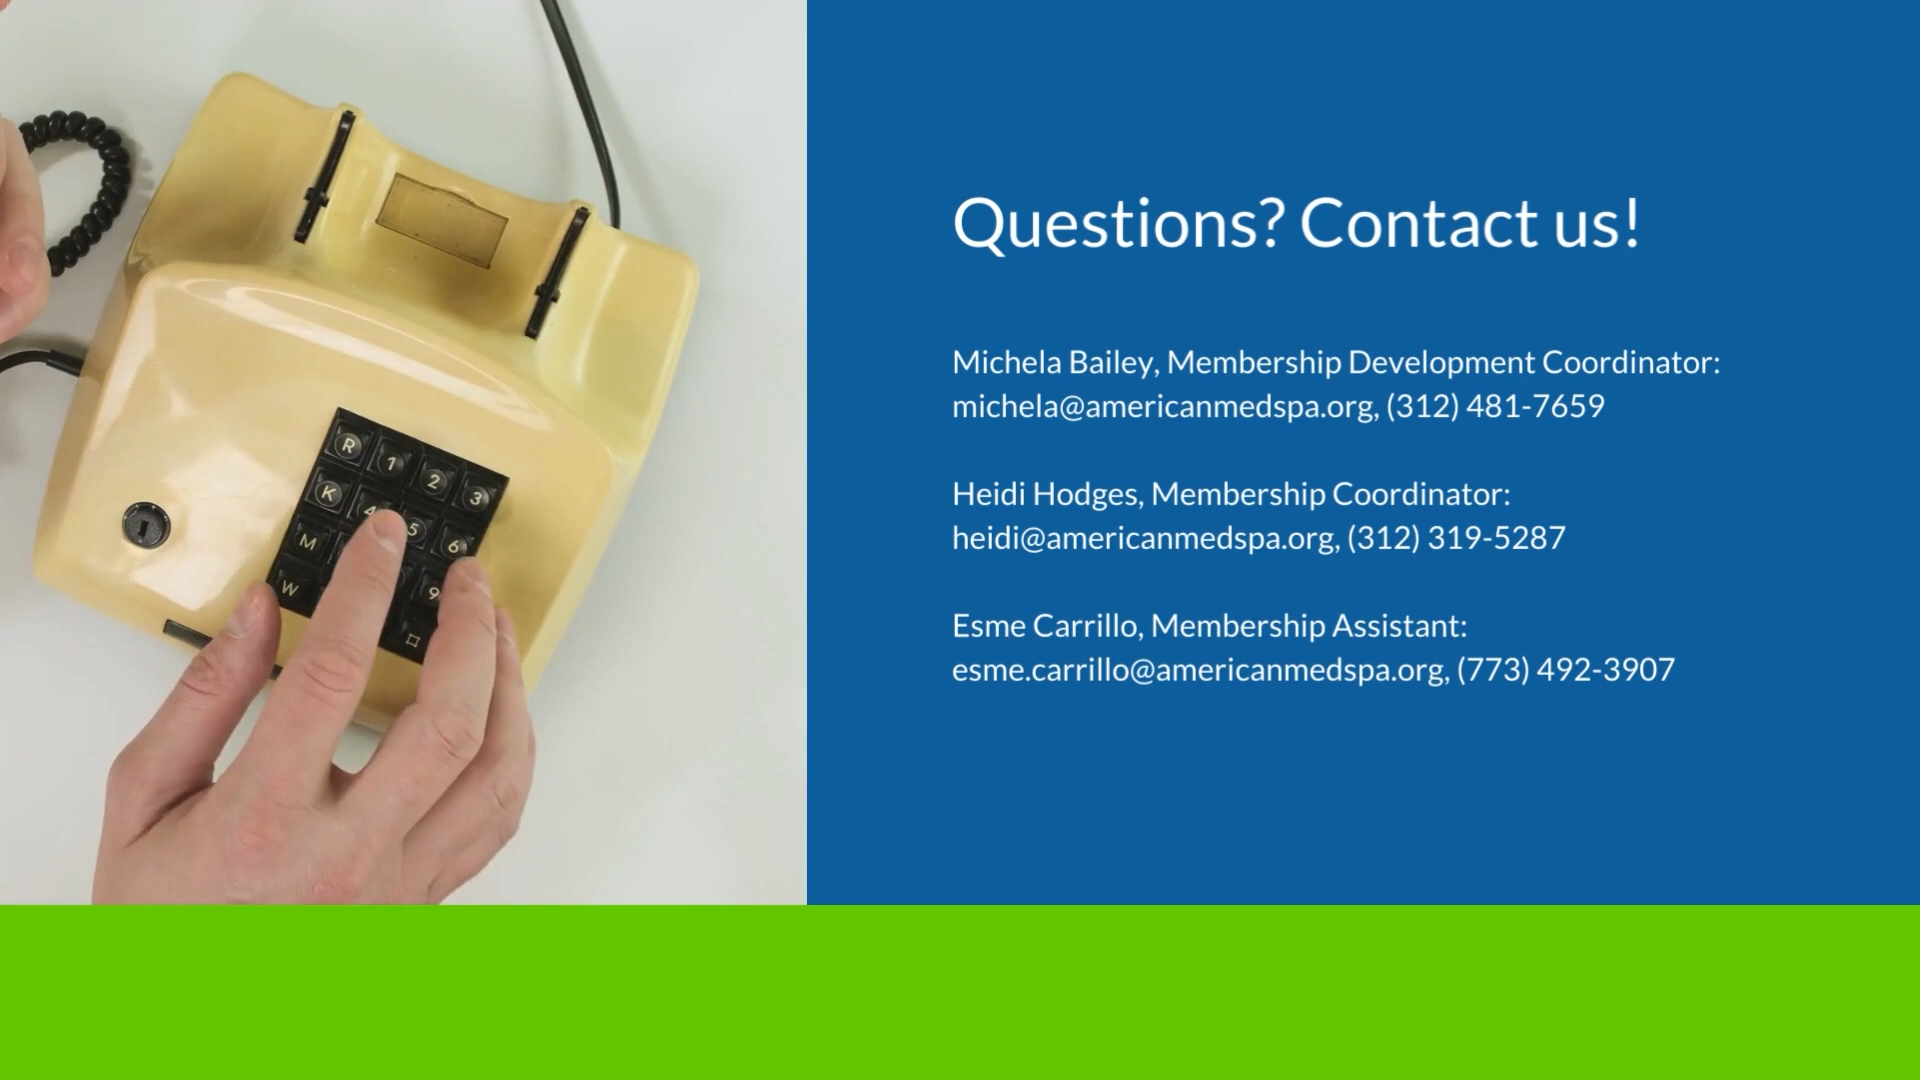 Questions? Contact us!
Michela Bailey, Membership Development Coordinator:
michela@americanmedspa.org, (312) 481-7659
Heidi Hodges, Membership Coordinator:
heidi@americanmedspa.org, (312) 319-5287
Esme Carrillo, Membership Assistant:
esme.carrillo@americanmedspa.org, (773) 492-3907
R 1 2 3
K 4 5 6
M
W 9